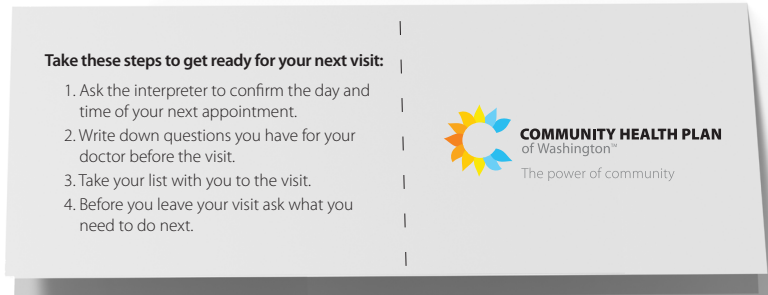 Take these steps to get ready for your next visit:
1. Ask the interpreter to confirm the day and
time of your next appointment.
2. Write down questions you have for your
doctor before the visit.
3. Take your list with you to the visit.
4. Before you leave your visit ask what you
need to do next.
COMMUNITY HEALTH PLAN
of Washington™
The power of community